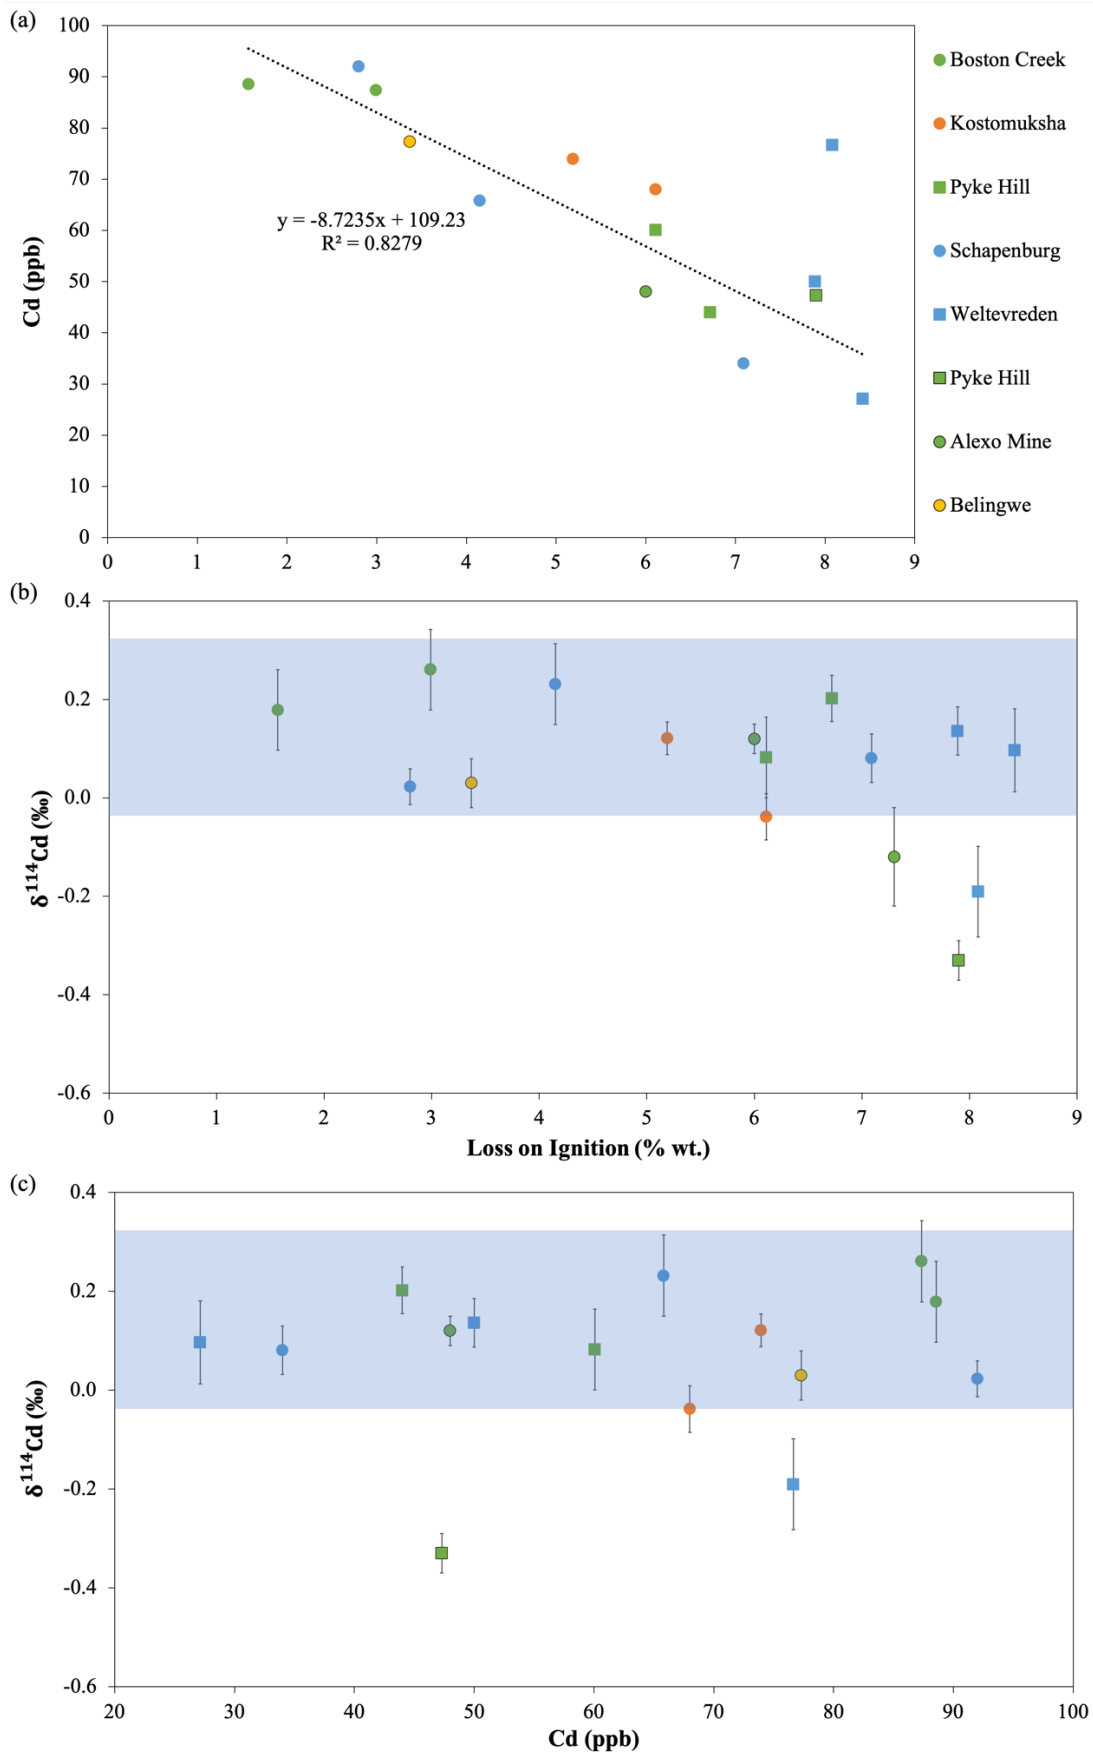 (a)
100
90
80
70
60
50
40
30
20
10
0
Cd (ppb)
y = -8.7235x + 109.23
R² = 0.8279
0 1 2 3 4 5 6 7 8 9
Boston Creek
Kostomuksha
Pyke Hill
Schapenburg
Weltevreden
Pyke Hill
Alexo Mine
Belingwe
(b)
0.4
0.2
0.0
-0.2
-0.4
-0.6
δ¹¹⁴Cd (‰)
0 1 2 3 4 5 6 7 8 9
Loss on Ignition (% wt.)
(c)
0.4
0.2
0.0
-0.2
-0.4
-0.6
δ¹¹⁴Cd (‰)
20 30 40 50 60 70 80 90 100
Cd (ppb)